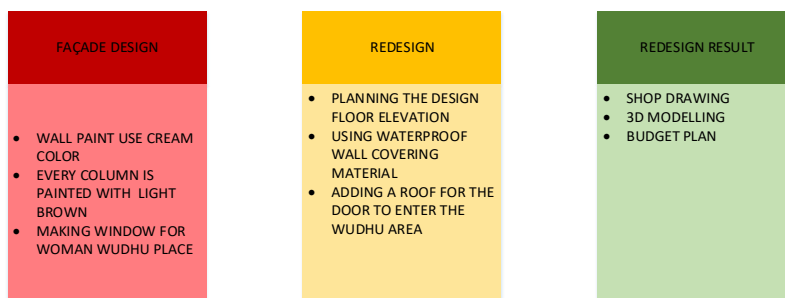 FAÇADE DESIGN
• WALL PAINT USE CREAM
COLOR
• EVERY COLUMN IS
PAINTED WITH LIGHT
BROWN
• MAKING WINDOW FOR
WOMAN WUDHU PLACE
REDESIGN
• PLANNING THE DESIGN
FLOOR ELEVATION
• USING WATERPROOF
WALL COVERING
MATERIAL
• ADDING A ROOF FOR THE
DOOR TO ENTER THE
WUDHU AREA
REDESIGN RESULT
• SHOP DRAWING
• 3D MODELLING
• BUDGET PLAN